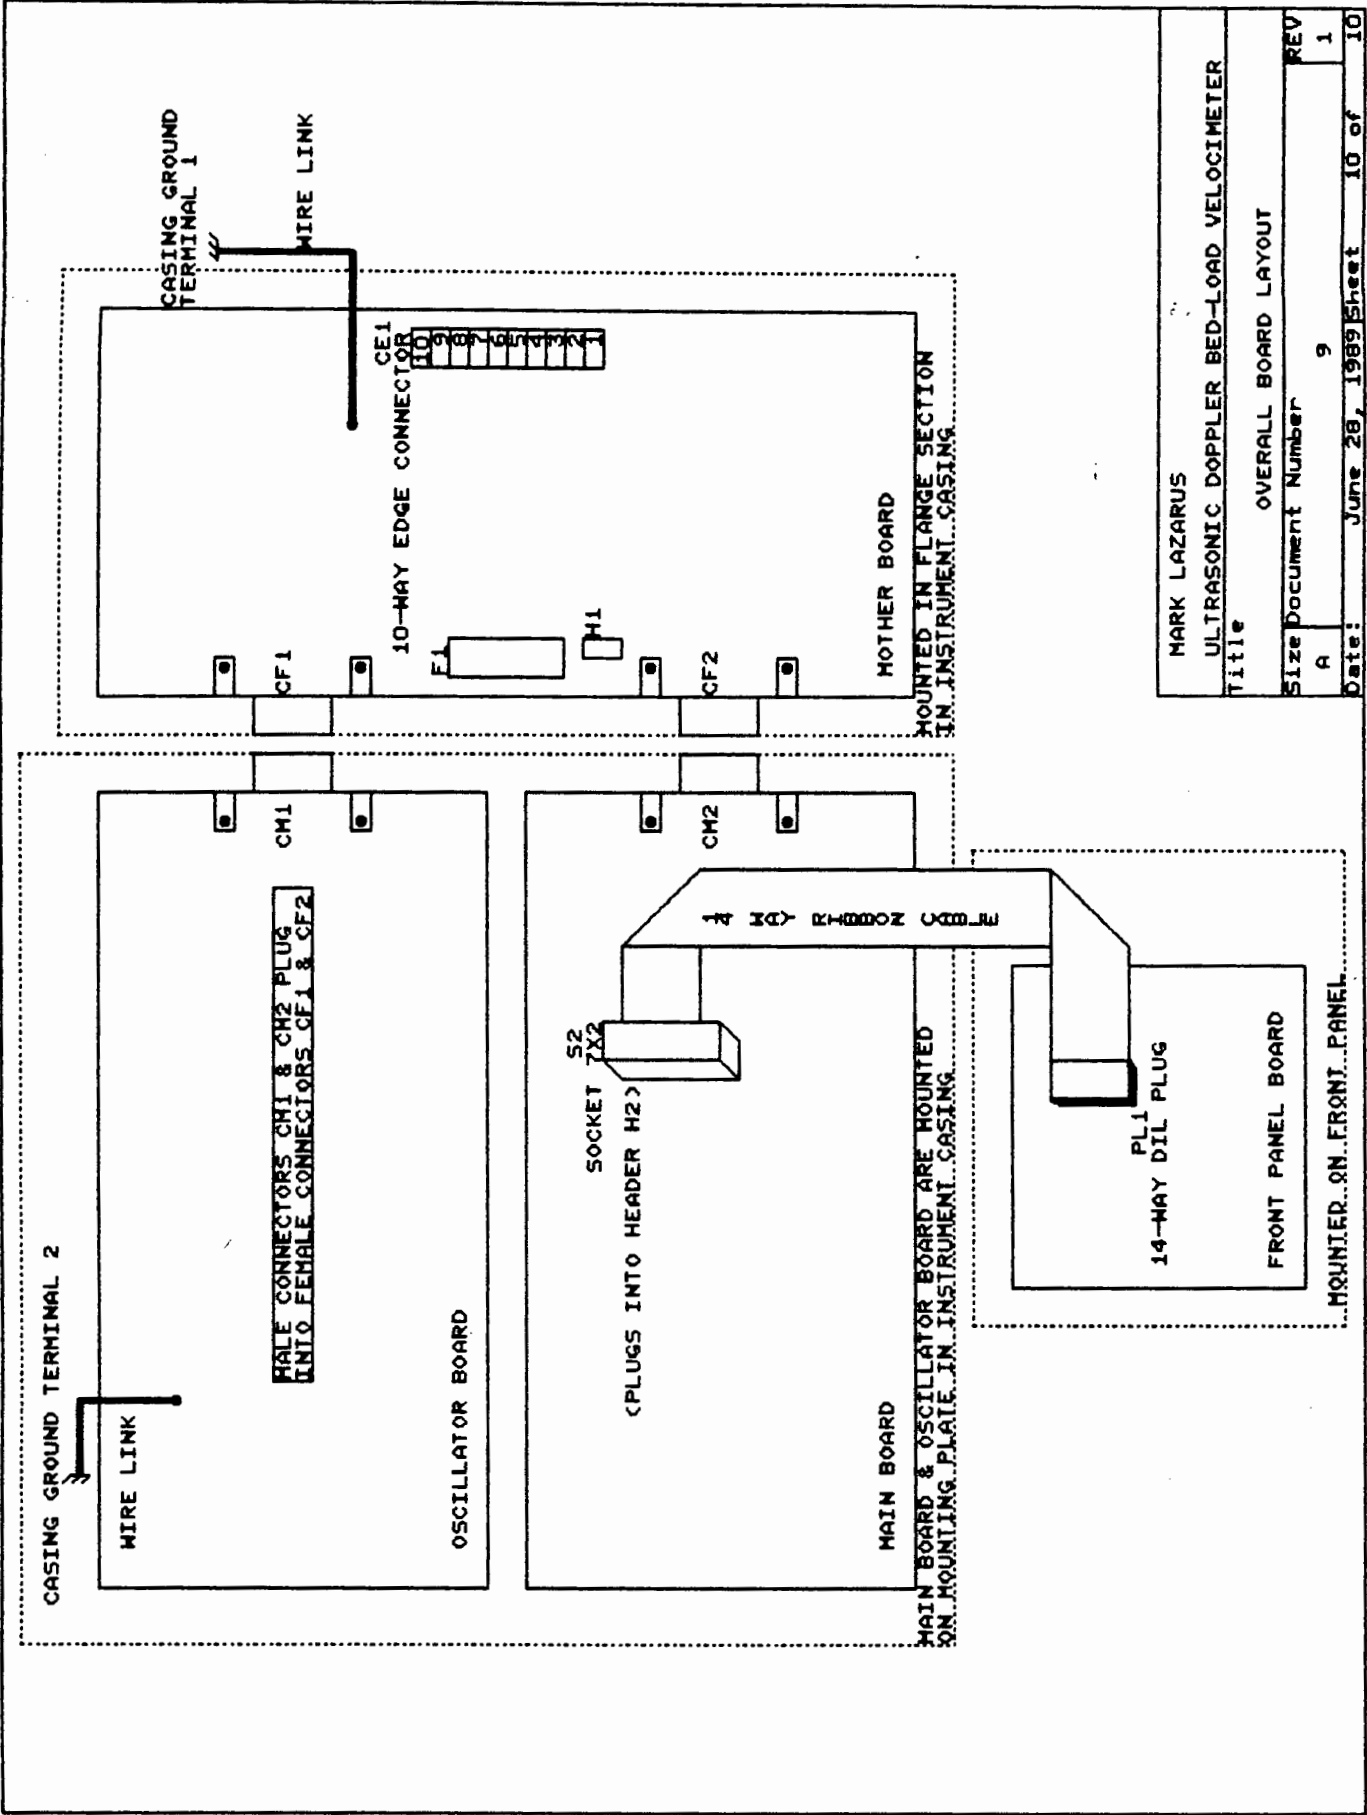 CASING GROUND TERMINAL 2
WIRE LINK
MALE CONNECTORS CM1 & CM2 PLUG
INTO FEMALE CONNECTORS CF1 & CF2
CM1
OSCILLATOR BOARD
S2
SOCKET 7X2
(PLUGS INTO HEADER H2)
CM2
14 WAY RIBBON CABLE
MAIN BOARD
MAIN BOARD & OSCILLATOR BOARD ARE MOUNTED
ON MOUNTING PLATE IN INSTRUMENT CASING
CASING GROUND
TERMINAL 1
WIRE LINK
CF1
CE1
10-WAY EDGE CONNECTOR
10
9
8
7
6
5
4
3
2
1
F1
H1
CF2
MOTHER BOARD
MOUNTED IN FLANGE SECTION
IN INSTRUMENT CASING
PL1
14-WAY DIL PLUG
FRONT PANEL BOARD
MOUNTED ON FRONT PANEL
MARK LAZARUS
ULTRASONIC DOPPLER BED-LOAD VELOCIMETER
Title
OVERALL BOARD LAYOUT
Size Document Number REV
A 9 1
Date: June 28, 1989 Sheet 10 of 10